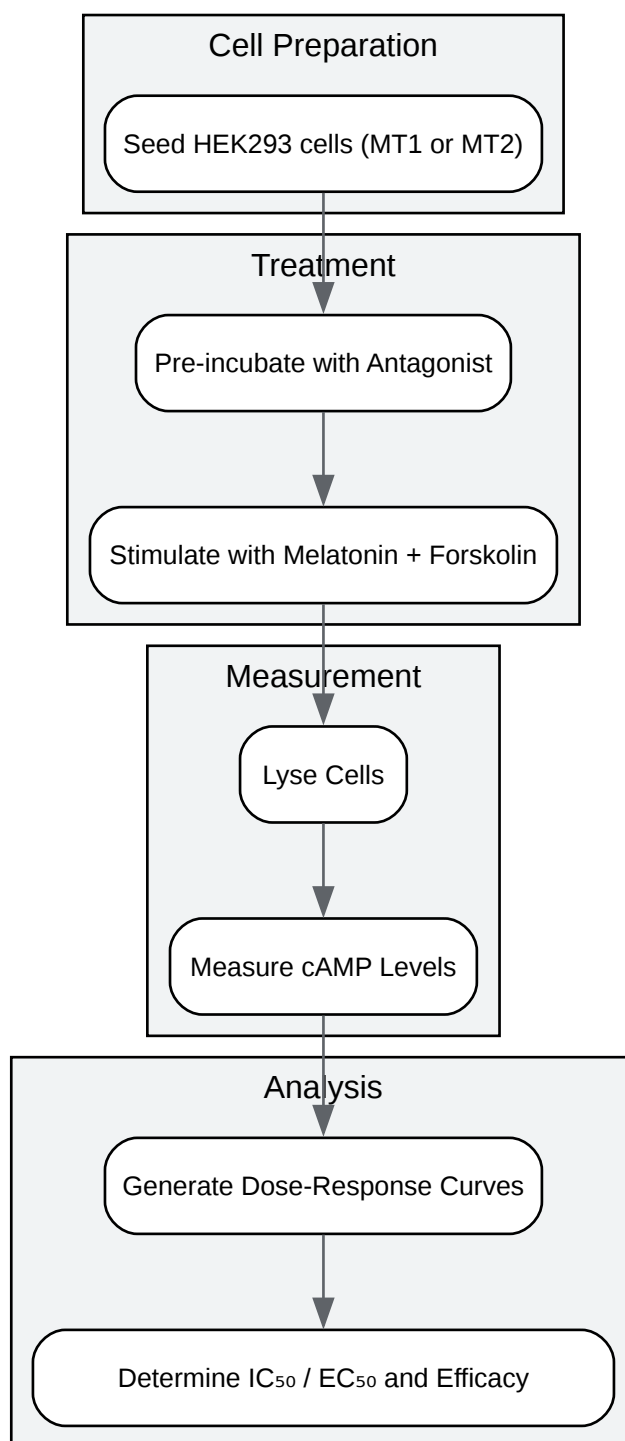 Cell Preparation
Seed HEK293 cells (MT1 or MT2)
Treatment
Pre-incubate with Antagonist
Stimulate with Melatonin + Forskolin
Measurement
Lyse Cells
Measure cAMP Levels
Analysis
Generate Dose-Response Curves
Determine IC₅₀ / EC₅₀ and Efficacy